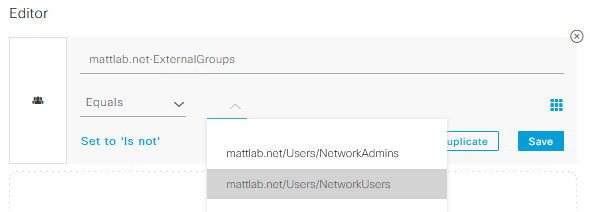 Editor
mattlab.net-ExternalGroups
Equals
Set to 'Is not'
uplicate
Save
mattlab.net/Users/NetworkAdmins
mattlab.net/Users/NetworkUsers